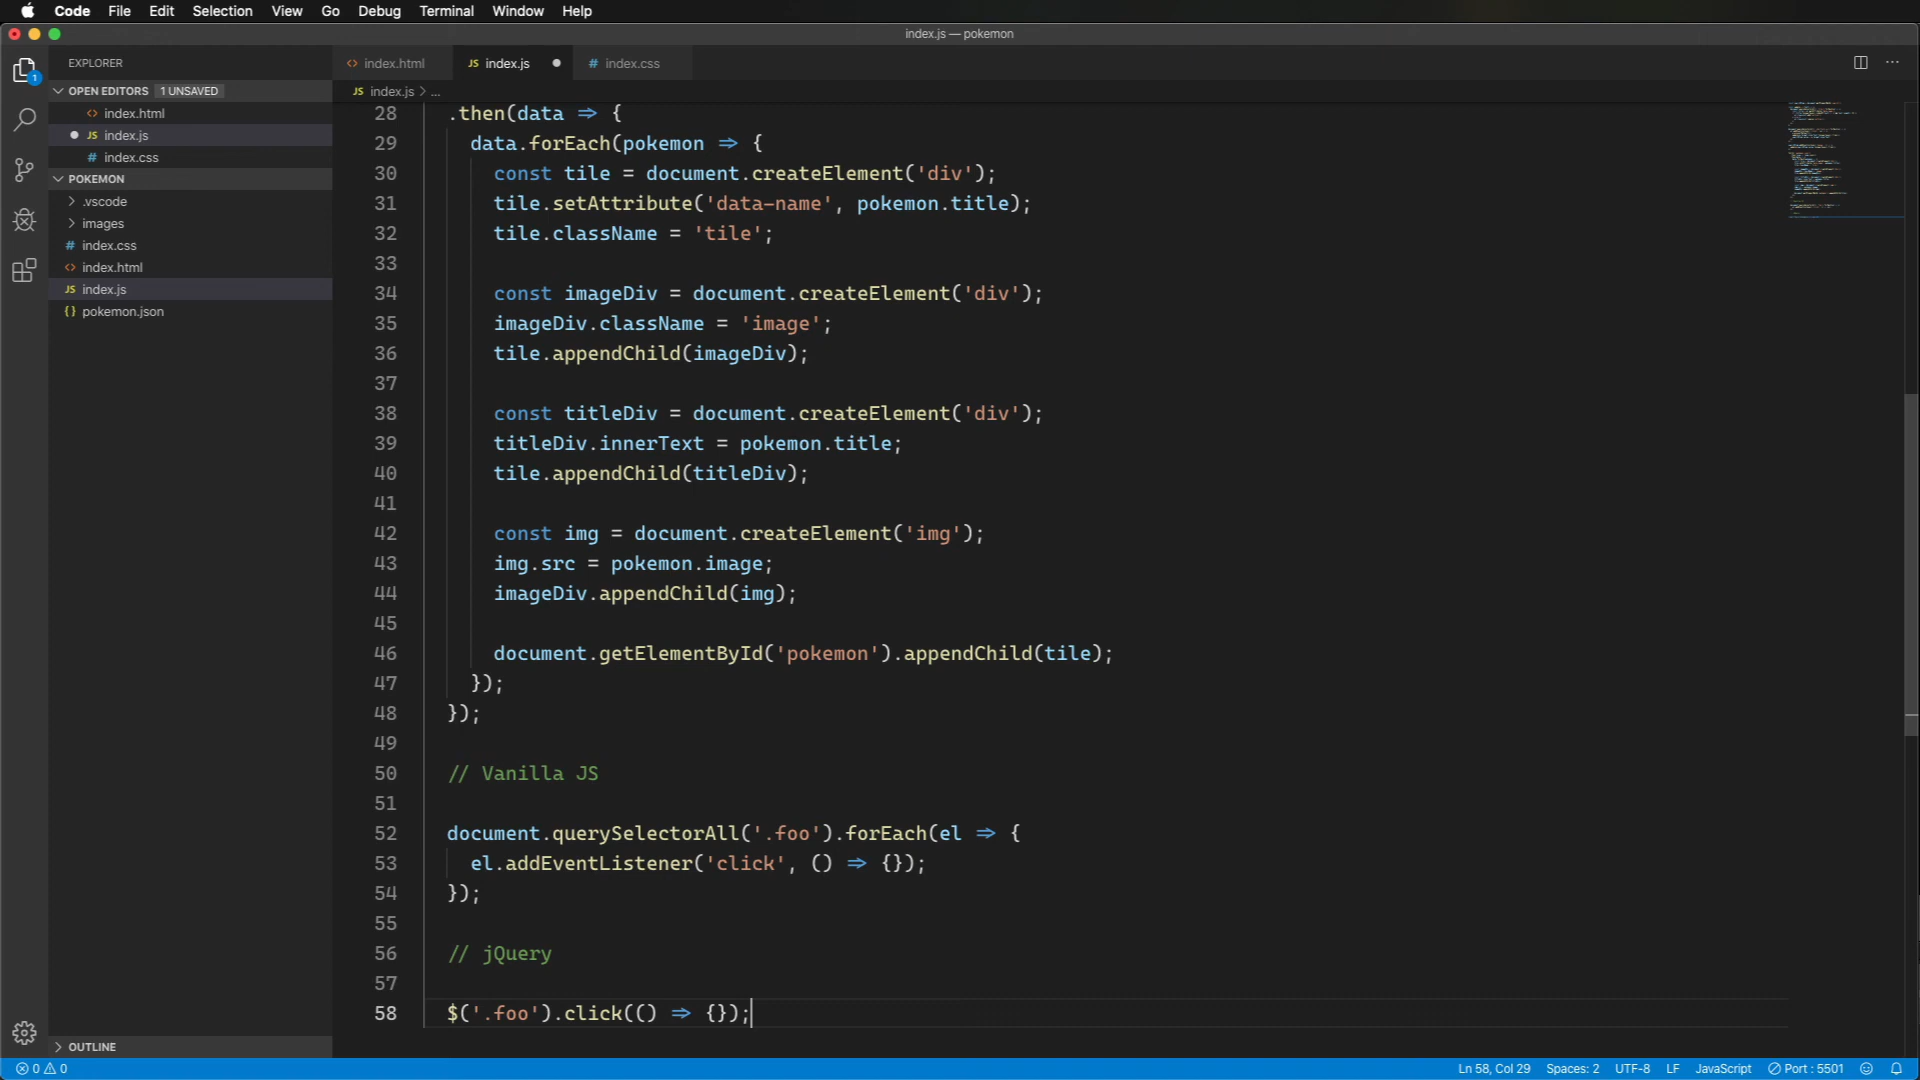 Code File Edit Selection View Go Debug Terminal Window Help
index.js — pokemon
EXPLORER
OPEN EDITORS 1 UNSAVED
index.html
JS index.js
# index.css
POKEMON
.vscode
images
# index.css
index.html
JS index.js
{} pokemon.json
OUTLINE
1
index.html
JS index.js
# index.css
JS index.js > ...
28 .then(data => {
29 data.forEach(pokemon => {
30 const tile = document.createElement('div');
31 tile.setAttribute('data-name', pokemon.title);
32 tile.className = 'tile';
33
34 const imageDiv = document.createElement('div');
35 imageDiv.className = 'image';
36 tile.appendChild(imageDiv);
37
38 const titleDiv = document.createElement('div');
39 titleDiv.innerText = pokemon.title;
40 tile.appendChild(titleDiv);
41
42 const img = document.createElement('img');
43 img.src = pokemon.image;
44 imageDiv.appendChild(img);
45
46 document.getElementById('pokemon').appendChild(tile);
47 });
48 });
49
50 // Vanilla JS
51
52 document.querySelectorAll('.foo').forEach(el => {
53 el.addEventListener('click', () => {});
54 });
55
56 // jQuery
57
58 $('.foo').click(() => {});
0 0
Ln 58, Col 29 Spaces: 2 UTF-8 LF JavaScript Port : 5501